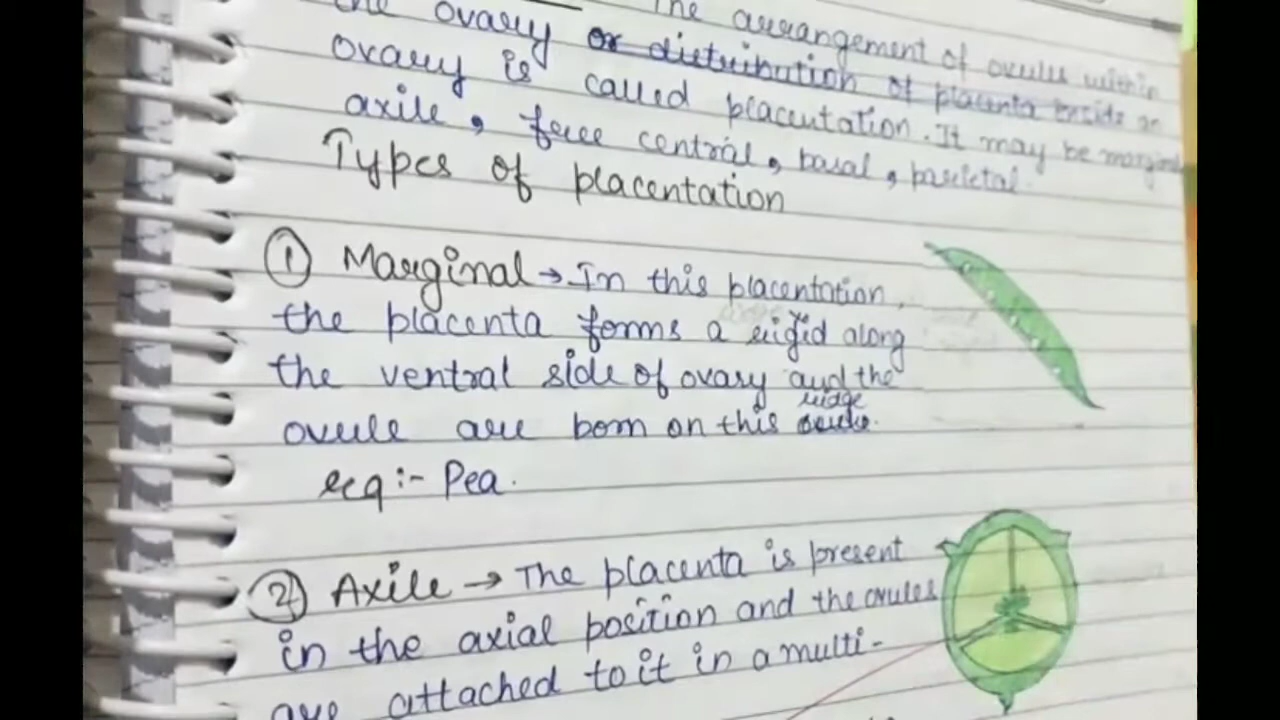 The arrangement of ovules within
the ovary or distribution of placenta inside an
ovary is called placentation. It may be marginal
axile, free central, basal, parietal.
Types of placentation
① Marginal → In this placentation,
the placenta forms a rigid along
the ventral side of ovary and the
ridge
ovule are born on this
eg :- Pea.
② Axile → The placenta is present
in the axial position and the ovules
are attached to it in a multi-